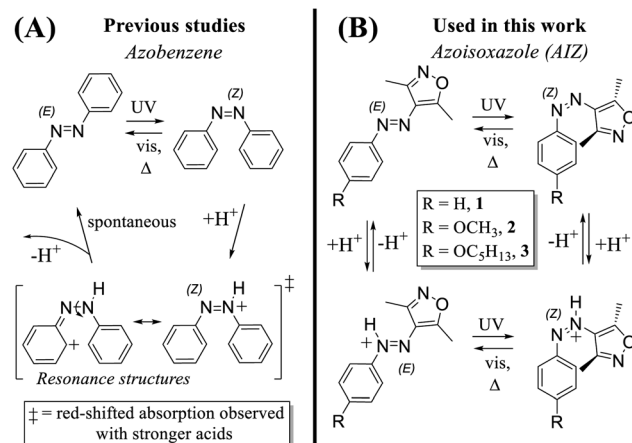 (A) Previous studies
Azobenzene
(E)
N=N
UV
vis,
Δ
(Z)
N=N
spontaneous
+H+
-H+
N
H
N
+
(Z)
H
N=N
+
‡
Resonance structures
‡ = red-shifted absorption observed
with stronger acids
(B) Used in this work
Azoisoxazole (AIZ)
N
O
(E)
N=N
R
UV
vis,
Δ
(Z)
N=N
O
N
R
R = H, 1
R = OCH3, 2
R = OC5H13, 3
+H+
-H+
-H+
+H+
N
O
H
+
N=N
(E)
R
UV
vis,
Δ
H
(Z)
N=N
+
O
N
R